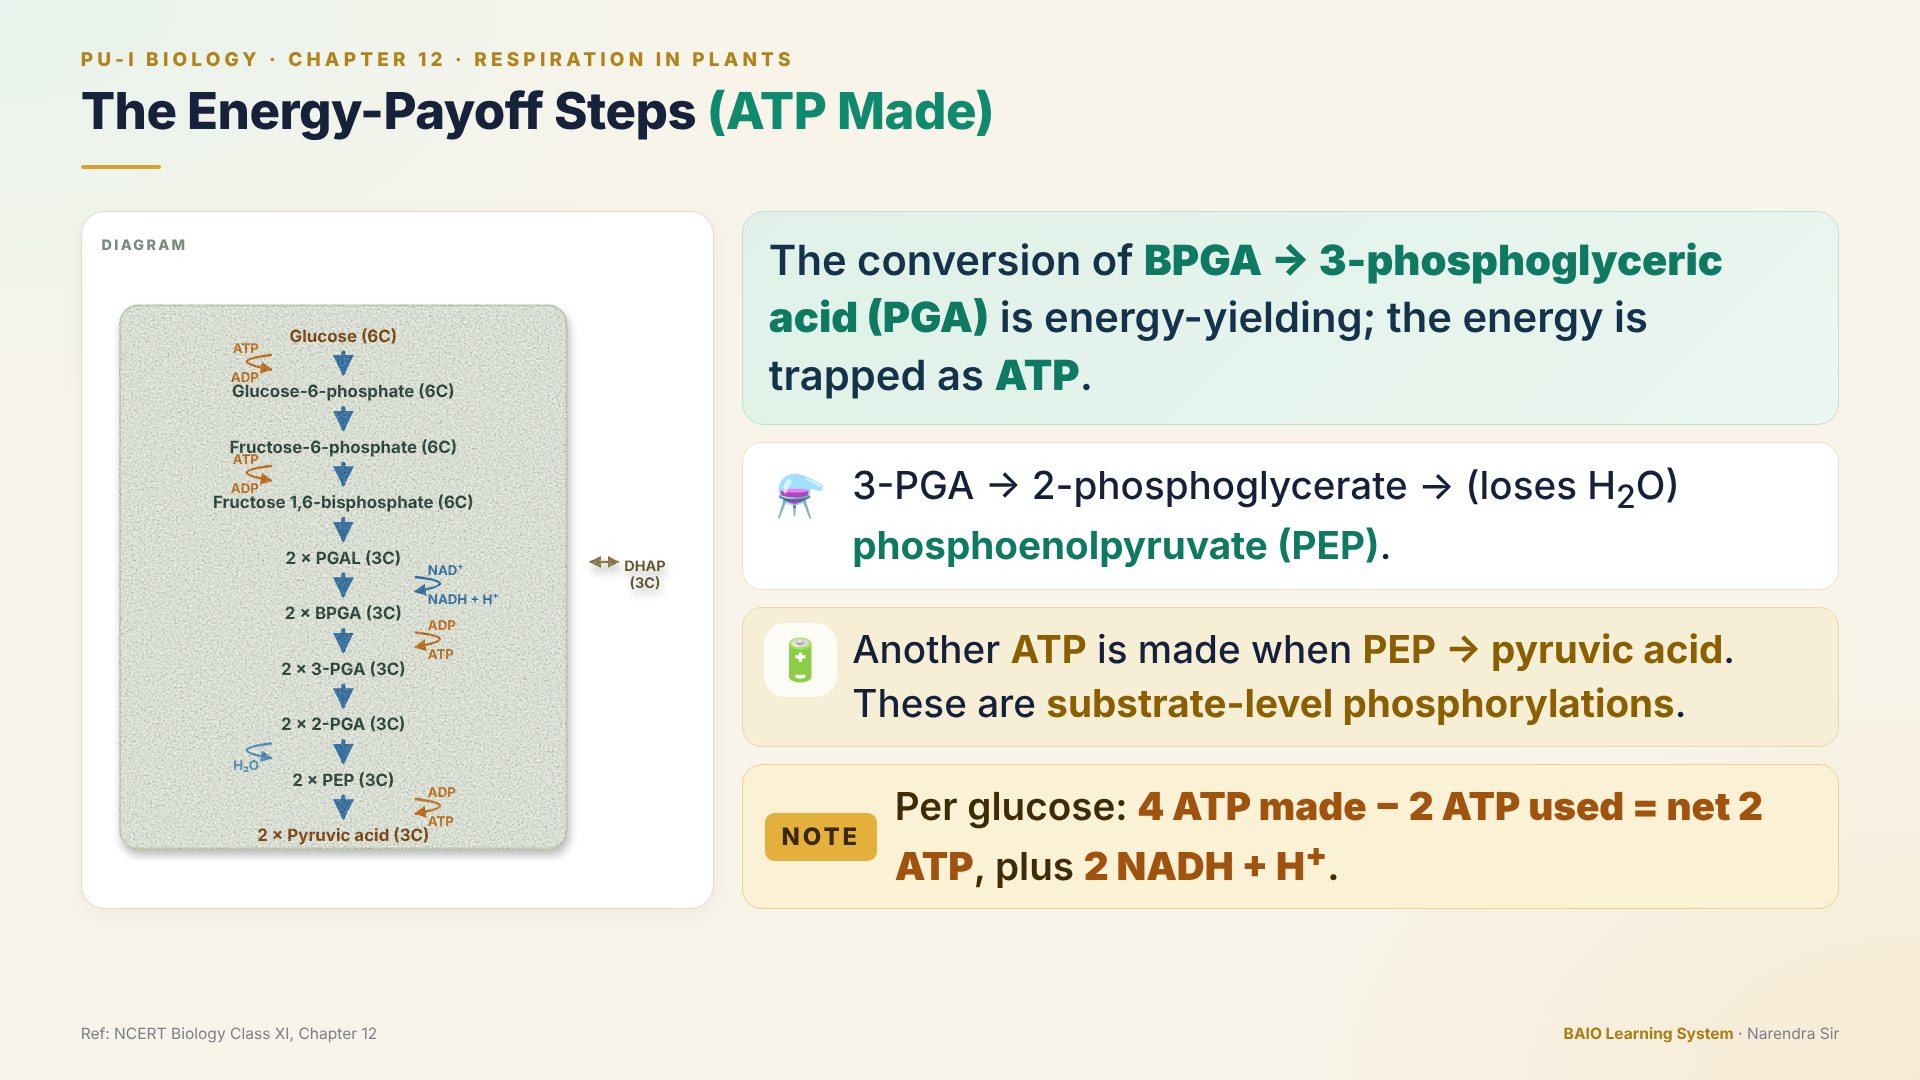 PU-I BIOLOGY · CHAPTER 12 · RESPIRATION IN PLANTS
The Energy-Payoff Steps (ATP Made)
DIAGRAM
Glucose (6C)
ATP
ADP
Glucose-6-phosphate (6C)
Fructose-6-phosphate (6C)
ATP
ADP
Fructose 1,6-bisphosphate (6C)
2 × PGAL (3C)
DHAP
(3C)
NAD⁺
NADH + H⁺
2 × BPGA (3C)
ADP
ATP
2 × 3-PGA (3C)
2 × 2-PGA (3C)
H₂O
2 × PEP (3C)
ADP
ATP
2 × Pyruvic acid (3C)
The conversion of BPGA → 3-phosphoglyceric
acid (PGA) is energy-yielding; the energy is
trapped as ATP.
3-PGA → 2-phosphoglycerate → (loses H₂O)
phosphoenolpyruvate (PEP).
Another ATP is made when PEP → pyruvic acid.
These are substrate-level phosphorylations.
NOTE
Per glucose: 4 ATP made − 2 ATP used = net 2
ATP, plus 2 NADH + H⁺.
Ref: NCERT Biology Class XI, Chapter 12
BAIO Learning System · Narendra Sir